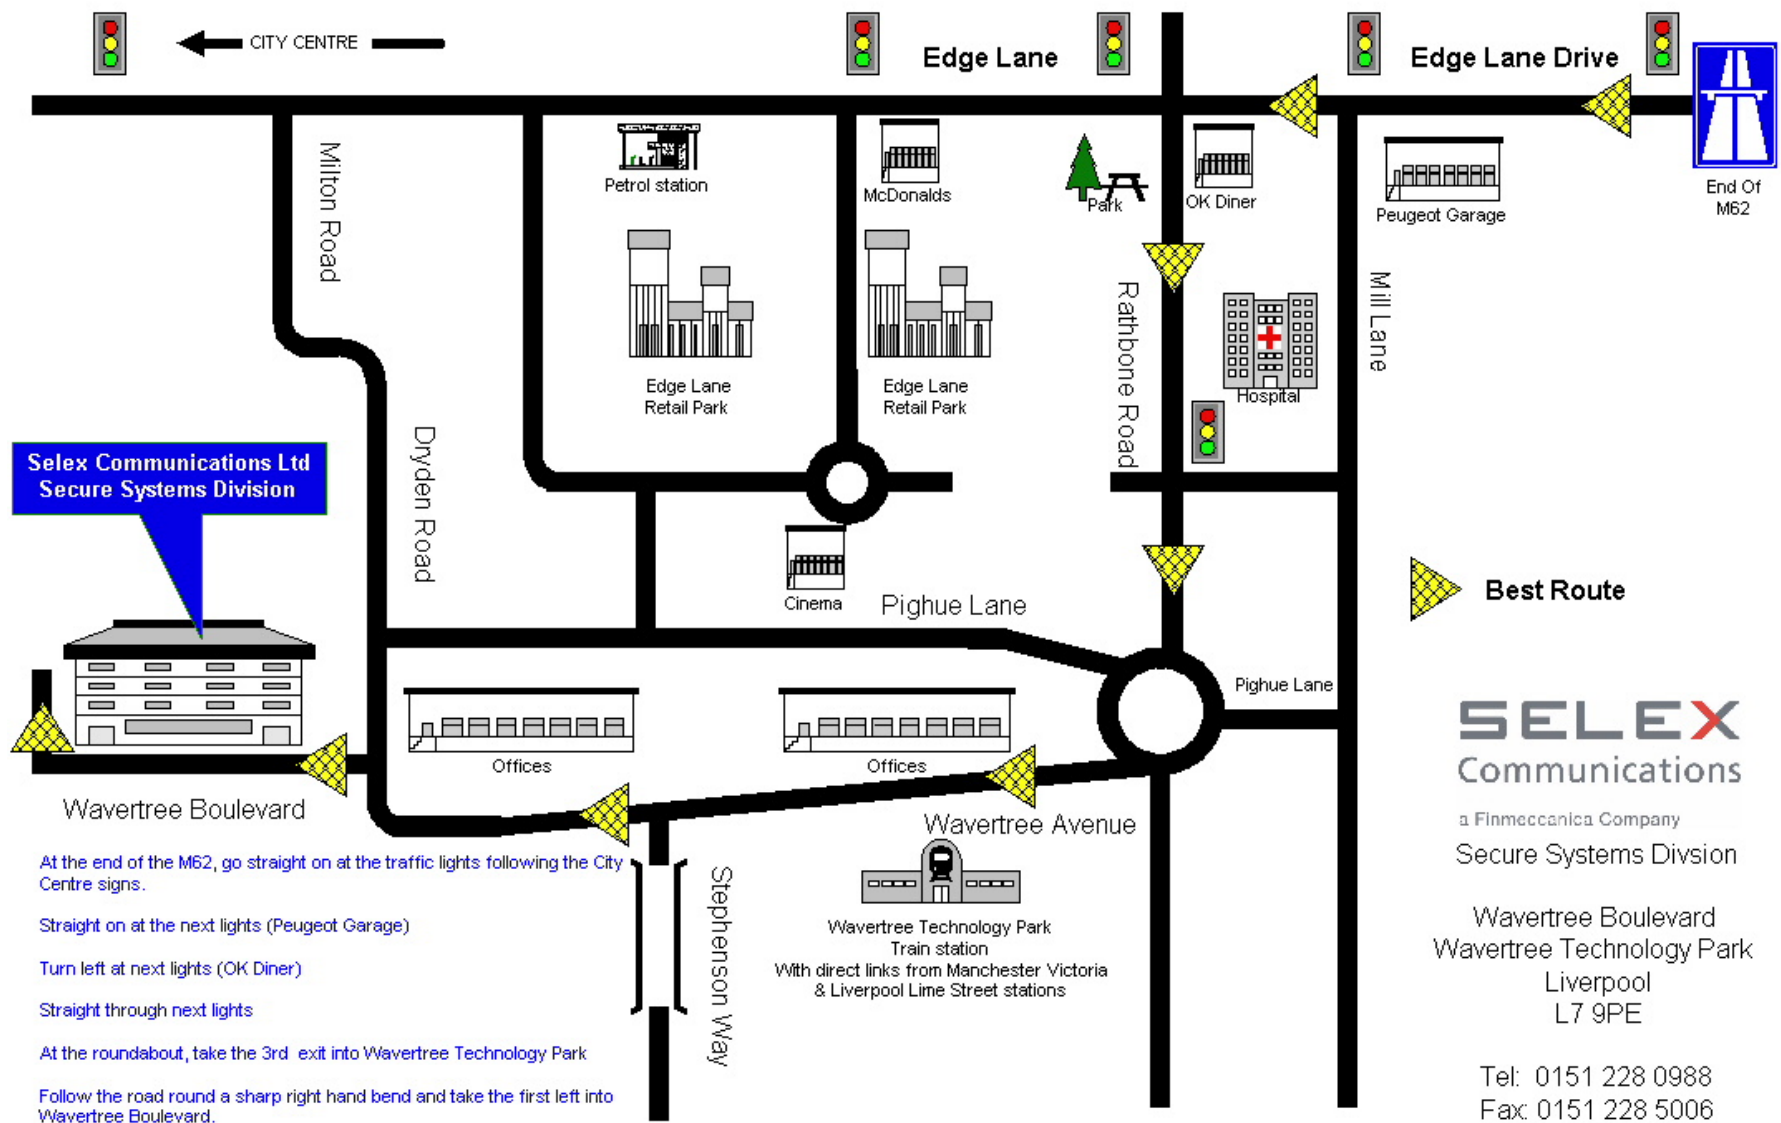 CITY CENTRE
Edge Lane
Edge Lane Drive
End Of
M62
Petrol station
McDonalds
Park
OK Diner
Peugeot Garage
Milton Road
Rathbone Road
Mill Lane
Hospital
Edge Lane
Retail Park
Edge Lane
Retail Park
Dryden Road
Selex Communications Ltd
Secure Systems Division
Cinema
Pighue Lane
Best Route
Pighue Lane
Offices
Offices
Wavertree Boulevard
Wavertree Avenue
Stephenson Way
Wavertree Technology Park
Train station
With direct links from Manchester Victoria
& Liverpool Lime Street stations
At the end of the M62, go straight on at the traffic lights following the City
Centre signs.
Straight on at the next lights (Peugeot Garage)
Turn left at next lights (OK Diner)
Straight through next lights
At the roundabout, take the 3rd exit into Wavertree Technology Park
Follow the road round a sharp right hand bend and take the first left into
Wavertree Boulevard.
SELEX
Communications
a Finmeccanica Company
Secure Systems Divsion
Wavertree Boulevard
Wavertree Technology Park
Liverpool
L7 9PE
Tel: 0151 228 0988
Fax: 0151 228 5006